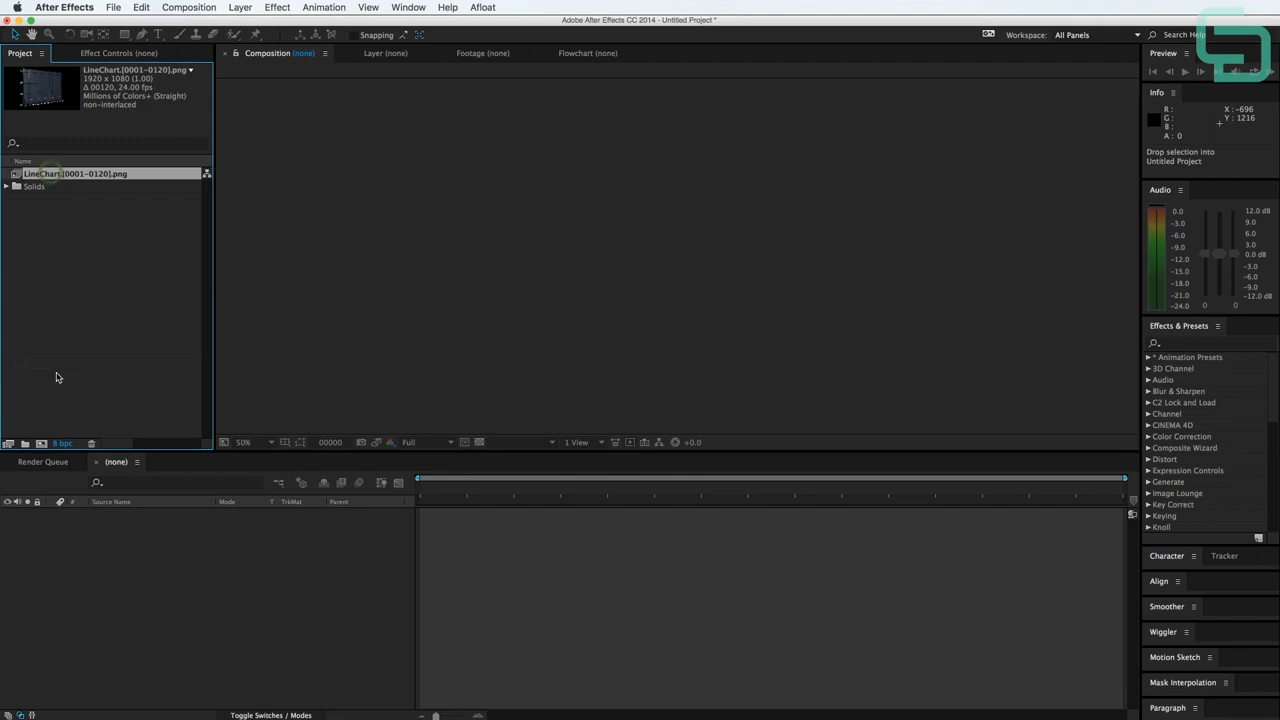 After Effects File Edit Composition Layer Effect Animation View Window Help Afloat
Adobe After Effects CC 2014 - Untitled Project *
Snapping Workspace: All Panels Search Help
Project Effect Controls (none) Composition (none) Layer (none) Footage (none) Flowchart (none) Preview
LineChart.[0001-0120].png
1920 x 1080 (1.00)
Δ 00120, 24.00 fps
Millions of Colors+ (Straight)
non-interlaced
Info
R :
G :
B :
A : 0
X : -696
Y : 1216
Drop selection into
Untitled Project
Name
LineChart.[0001-0120].png
Solids
Audio
0.0
-3.0
-6.0
-9.0
-12.0
-15.0
-18.0
-21.0
-24.0
12.0 dB
9.0
6.0
3.0
0.0 dB
-3.0
-6.0
-9.0
-12.0 dB
0 0
Effects & Presets
* Animation Presets
3D Channel
Audio
Blur & Sharpen
C2 Lock and Load
Channel
CINEMA 4D
Color Correction
Composite Wizard
Distort
Expression Controls
Generate
Image Lounge
Key Correct
Keying
Knoll
8 bpc
50% 00000 Full 1 View +0.0
Render Queue (none)
# Source Name Mode T TrkMat Parent
Character Tracker
Align
Smoother
Wiggler
Motion Sketch
Mask Interpolation
Paragraph
Toggle Switches / Modes